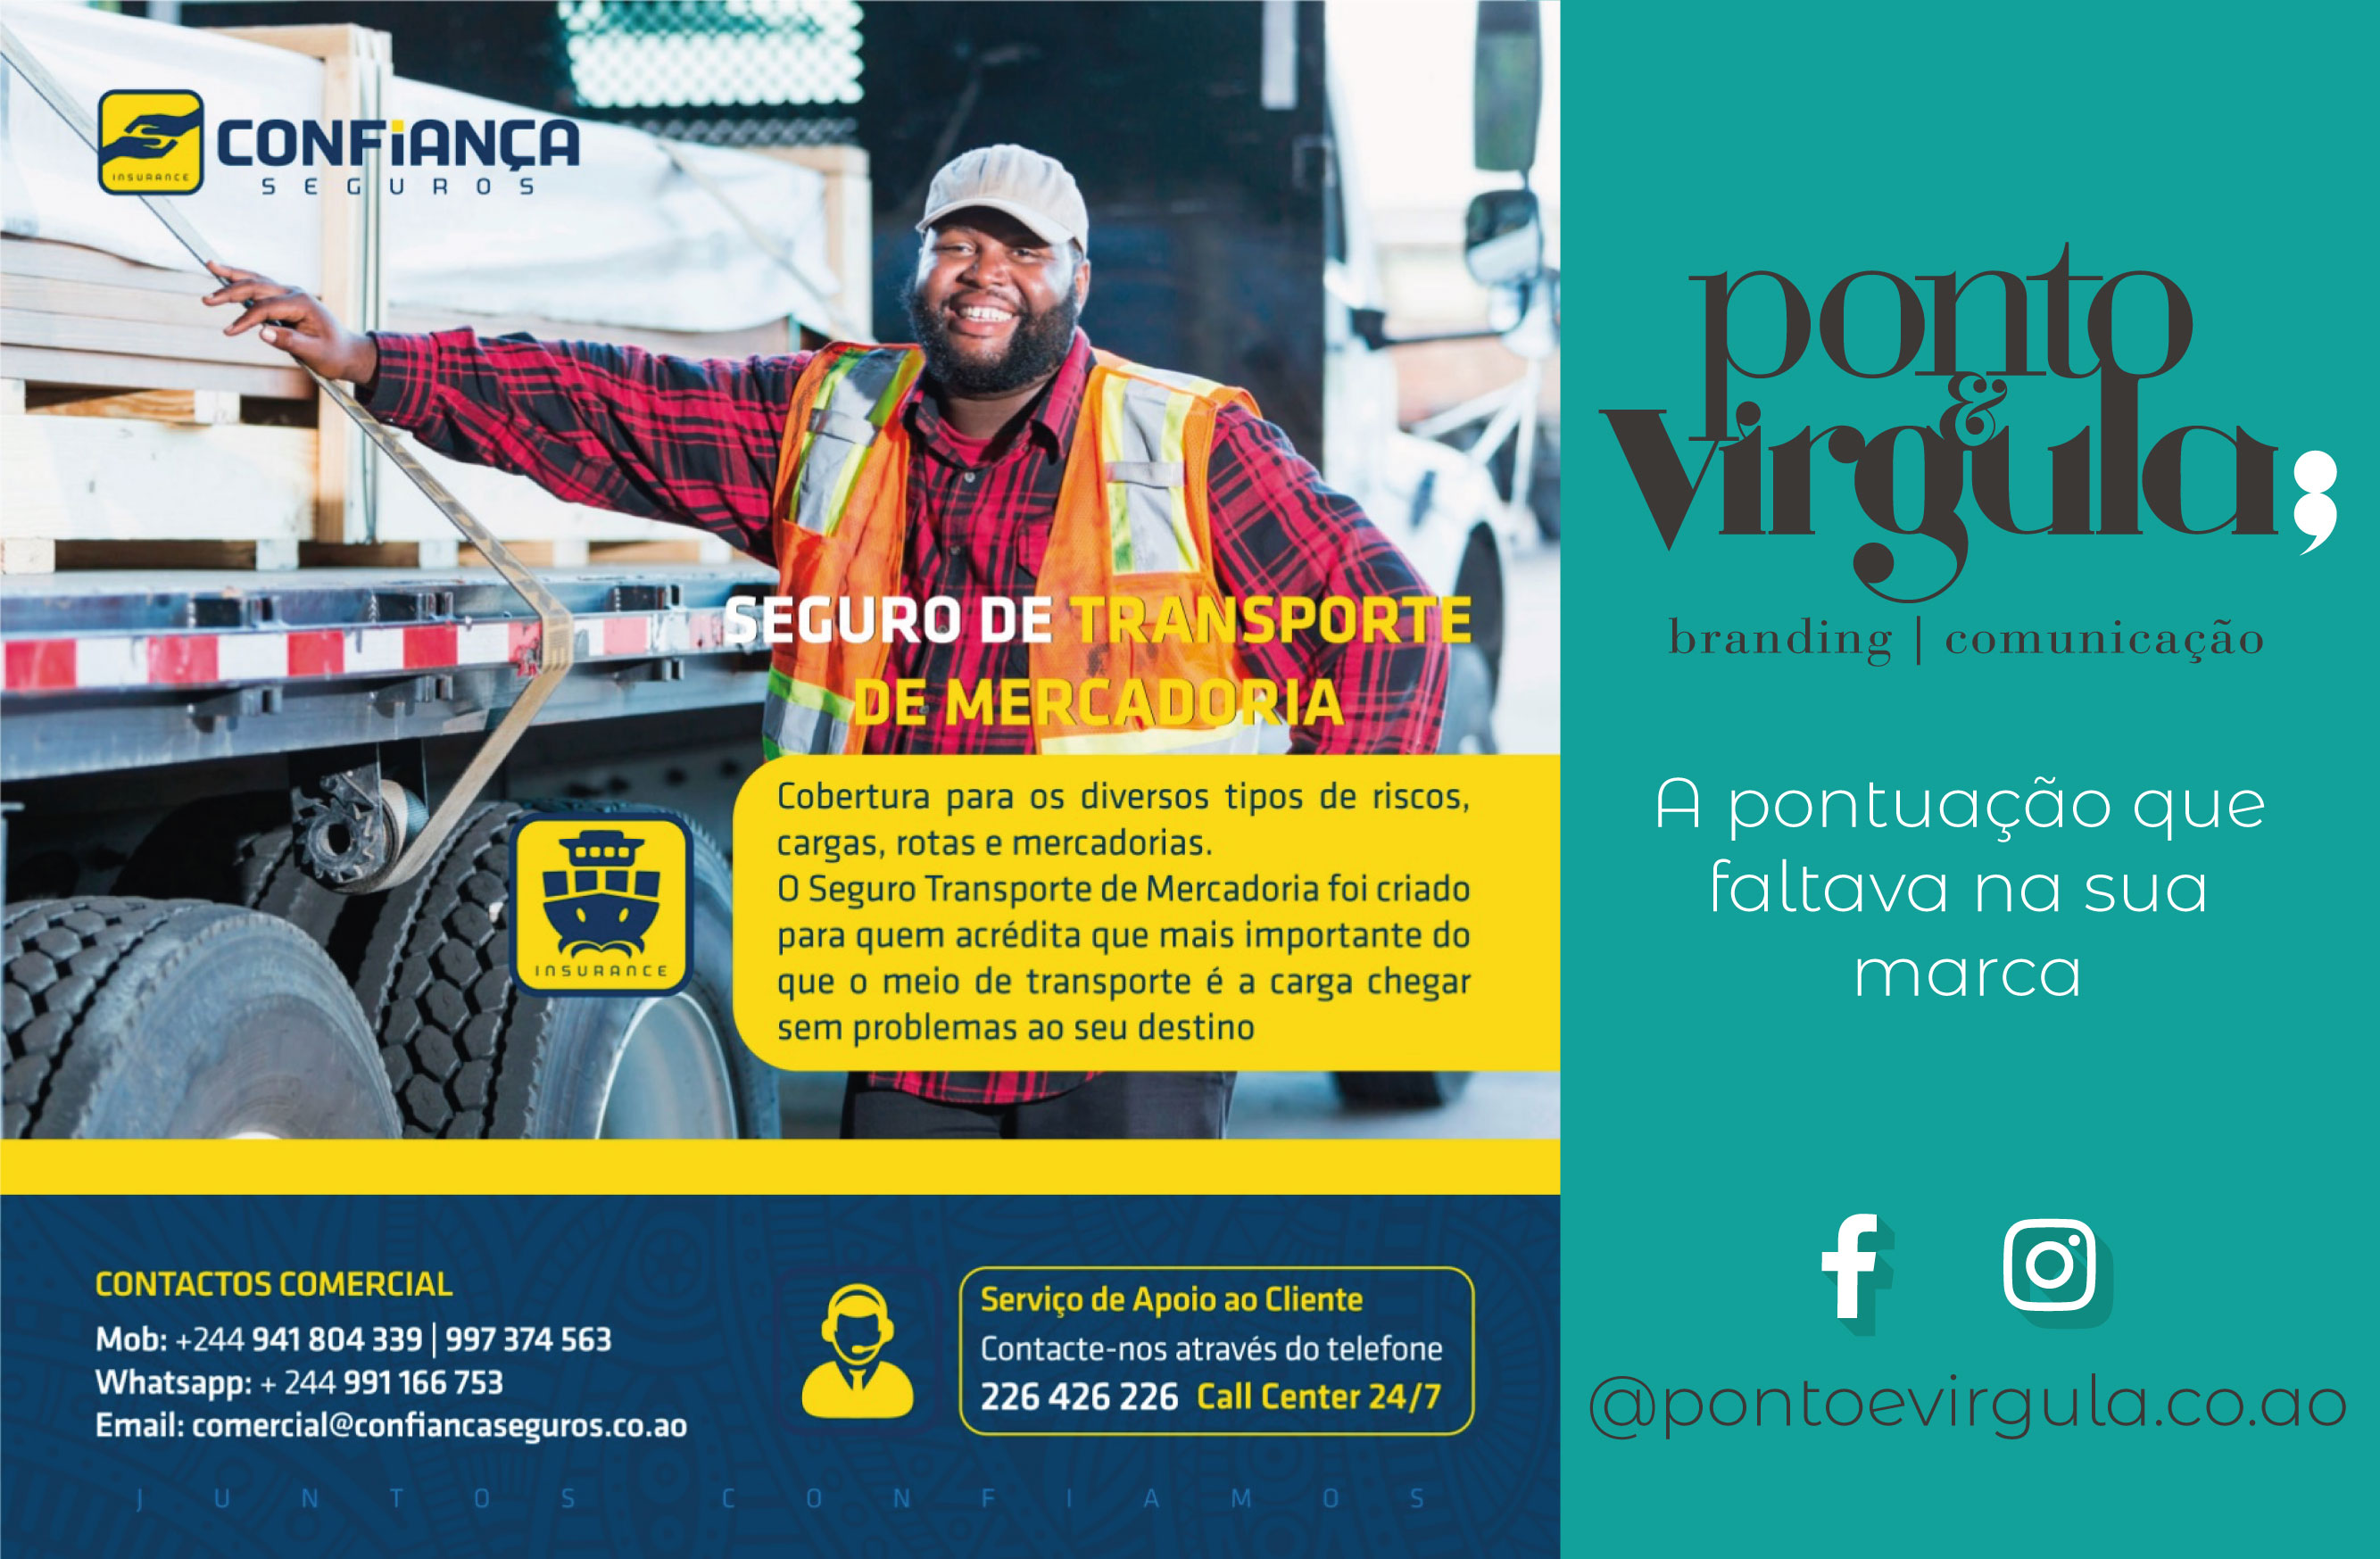 INSURANCE
CONFiANÇA
SEGUROS
SEGURO DE TRANSPORTE
DE MERCADORIA
Cobertura para os diversos tipos de riscos,
cargas, rotas e mercadorias.
O Seguro Transporte de Mercadoria foi criado
para quem acrédita que mais importante do
que o meio de transporte é a carga chegar
sem problemas ao seu destino
INSURANCE
CONTACTOS COMERCIAL
Mob: +244 941 804 339 | 997 374 563
Whatsapp: + 244 991 166 753
Email: comercial@confiancaseguros.co.ao
Serviço de Apoio ao Cliente
Contacte-nos através do telefone
226 426 226 Call Center 24/7
JUNTOS CONFIAMOS
ponto
&
virgula;
branding | comunicação
A pontuação que
faltava na sua
marca
@pontoevirgula.co.ao